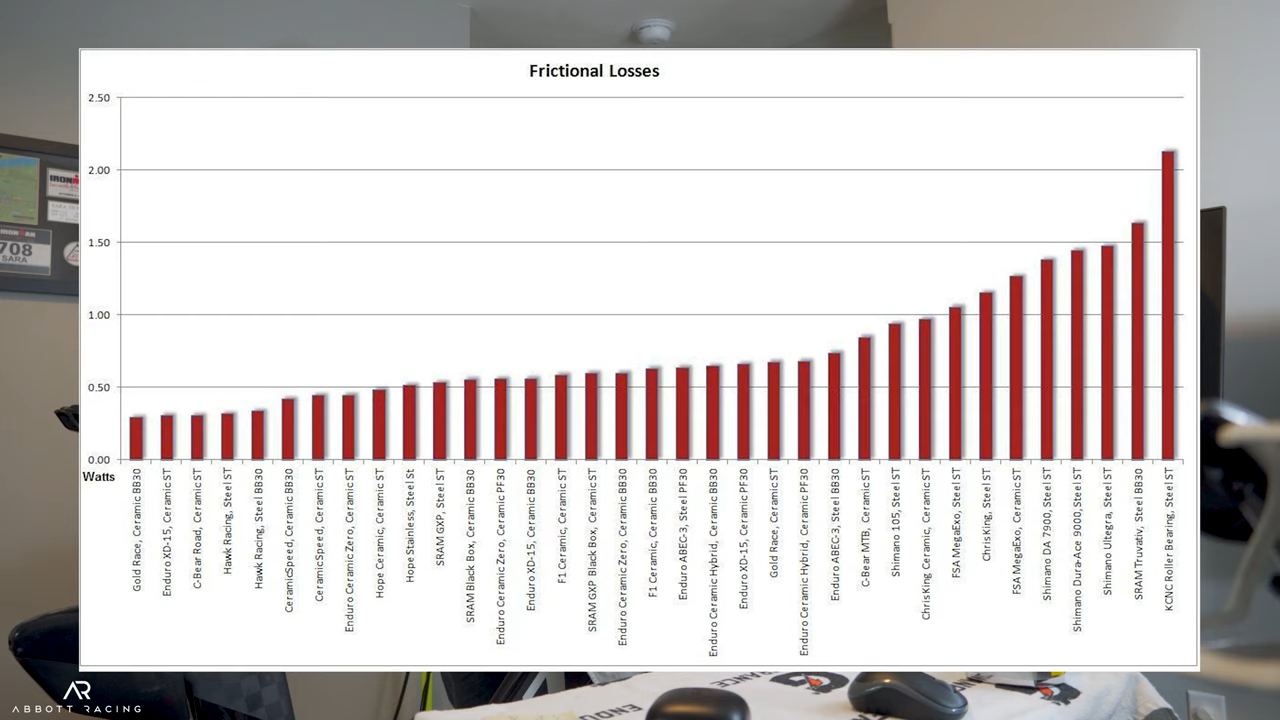 Frictional Losses
2.50
2.00
1.50
1.00
0.50
0.00
Watts
Gold Race, Ceramic BB30
Enduro XD-15, Ceramic ST
C-Bear Road, Ceramic ST
Hawk Racing, Steel ST
Hawk Racing, Steel BB30
CeramicSpeed, Ceramic BB30
CeramicSpeed, Ceramic ST
Enduro Ceramic Zero, Ceramic ST
Hope Ceramic, Ceramic ST
Hope Stainless, Steel St
SRAM GXP, Steel ST
SRAM Black Box, Ceramic BB30
Enduro Ceramic Zero, Ceramic PF30
Enduro XD-15, Ceramic BB30
F1 Ceramic, Ceramic ST
SRAM GXP Black Box, Ceramic ST
Enduro Ceramic Zero, Ceramic BB30
F1 Ceramic, Ceramic BB30
Enduro ABEC-3, Steel PF30
Enduro Ceramic Hybrid, Ceramic BB30
Enduro XD-15, Ceramic PF30
Gold Race, Ceramic ST
Enduro Ceramic Hybrid, Ceramic PF30
Enduro ABEC-3, Steel BB30
C-Bear MTB, Ceramic ST
Shimano 105, Steel ST
Chris King Ceramic, Ceramic ST
FSA MegaExo, Steel ST
Chris King, Steel ST
FSA MegaExo, Ceramic ST
Shimano DA 7900, Steel ST
Shimano Dura-Ace 9000, Steel ST
Shimano Ultegra, Steel ST
SRAM Truvativ, Steel BB30
KCNC Roller Bearing, Steel ST
IRON
708
SARA
AR
ABBOTT RACING